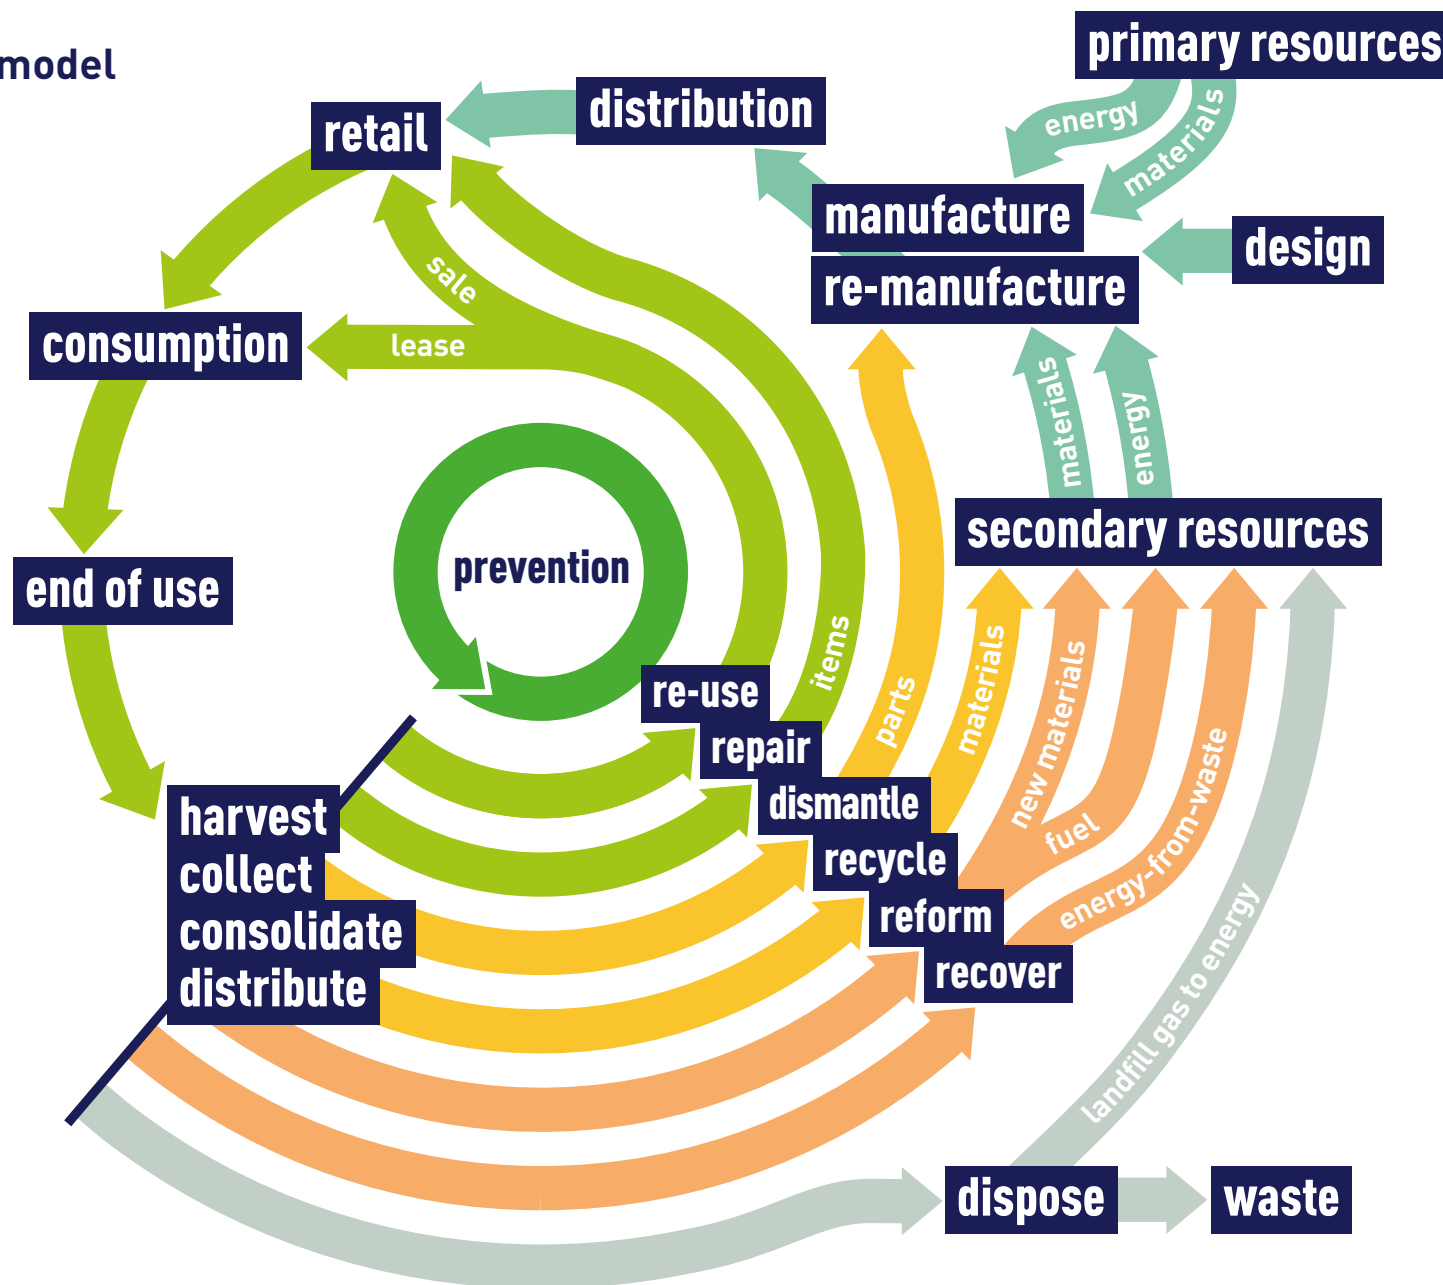 model
primary resources
energy
materials
distribution
retail
manufacture
re-manufacture
design
sale
lease
consumption
materials
energy
secondary resources
prevention
end of use
items
parts
materials
new materials
fuel
energy-from-waste
landfill gas to energy
re-use
repair
dismantle
recycle
reform
recover
harvest
collect
consolidate
distribute
dispose
waste